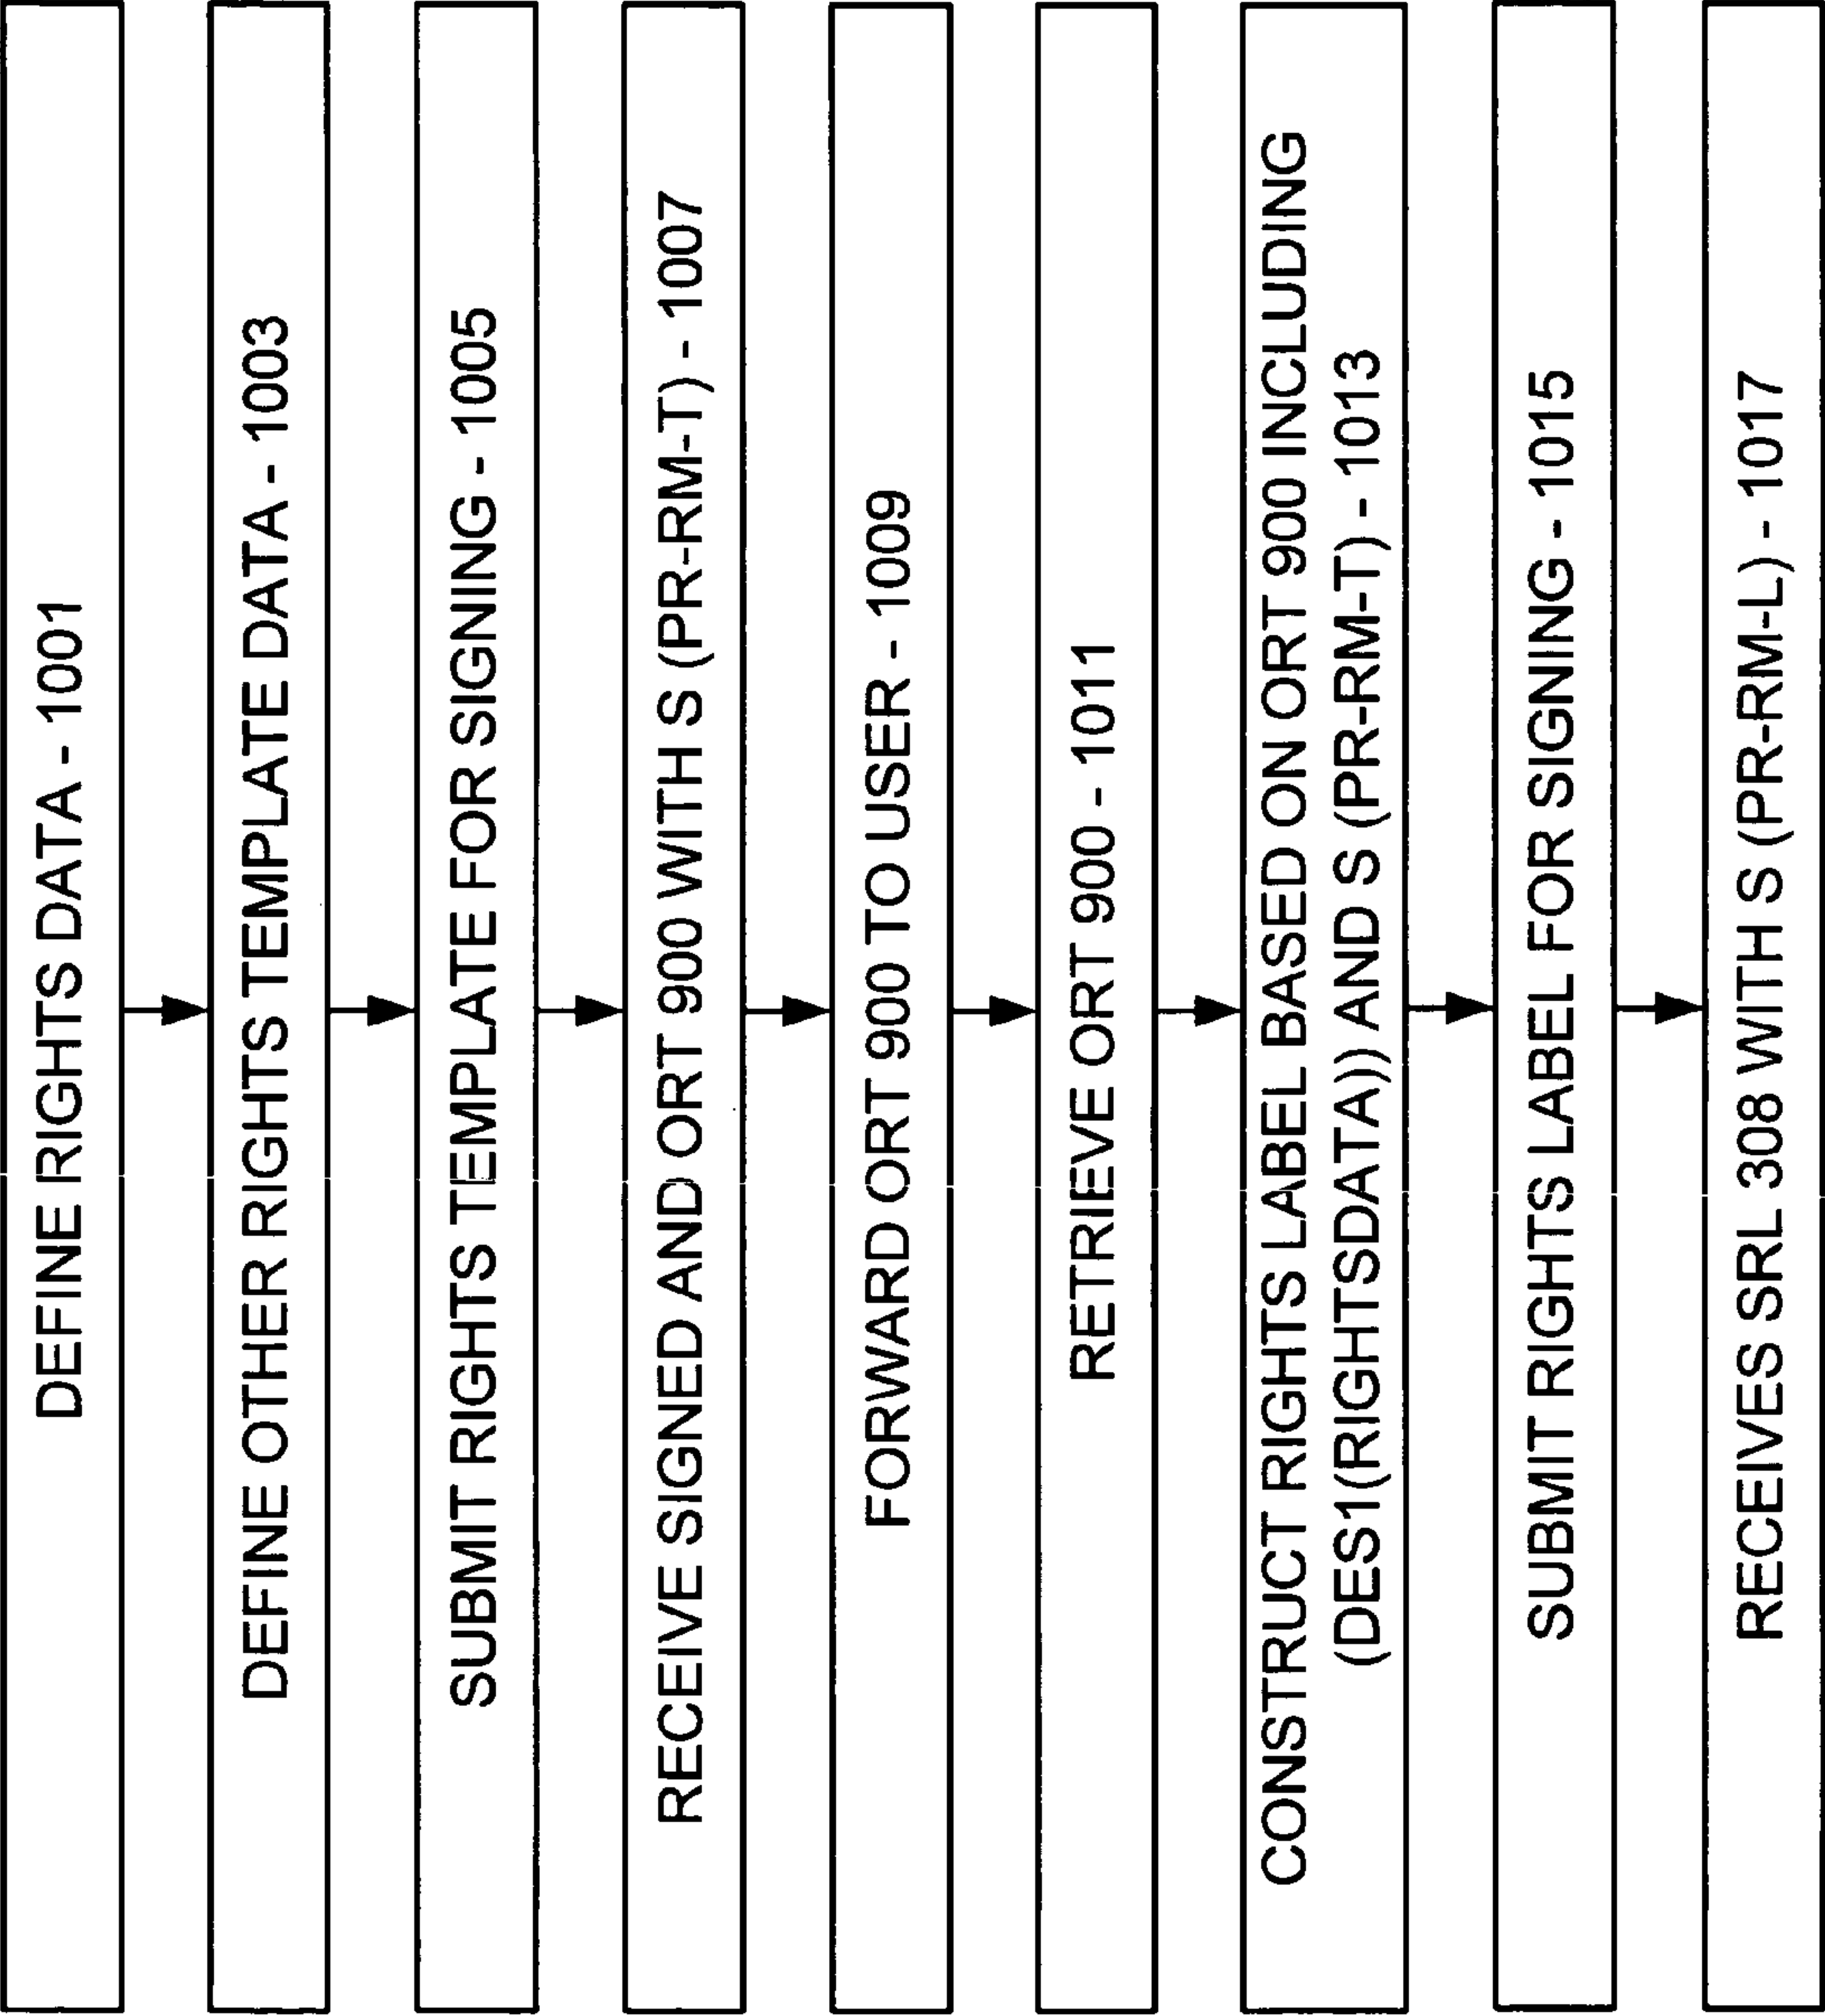 DEFINE RIGHTS DATA - 1001
DEFINE OTHER RIGHTS TEMPLATE DATA - 1003
SUBMIT RIGHTS TEMPLATE FOR SIGNING - 1005
RECEIVE SIGNED AND ORT 900 WITH S (PR-RM-T) - 1007
FORWARD ORT 900 TO USER - 1009
RETRIEVE ORT 900 - 1011
CONSTRUCT RIGHTS LABEL BASED ON ORT 900 INCLUDING
(DES1(RIGHTSDATA)) AND S (PR-RM-T) - 1013
SUBMIT RIGHTS LABEL FOR SIGNING - 1015
RECEIVES SRL 308 WITH S (PR-RM-L) - 1017